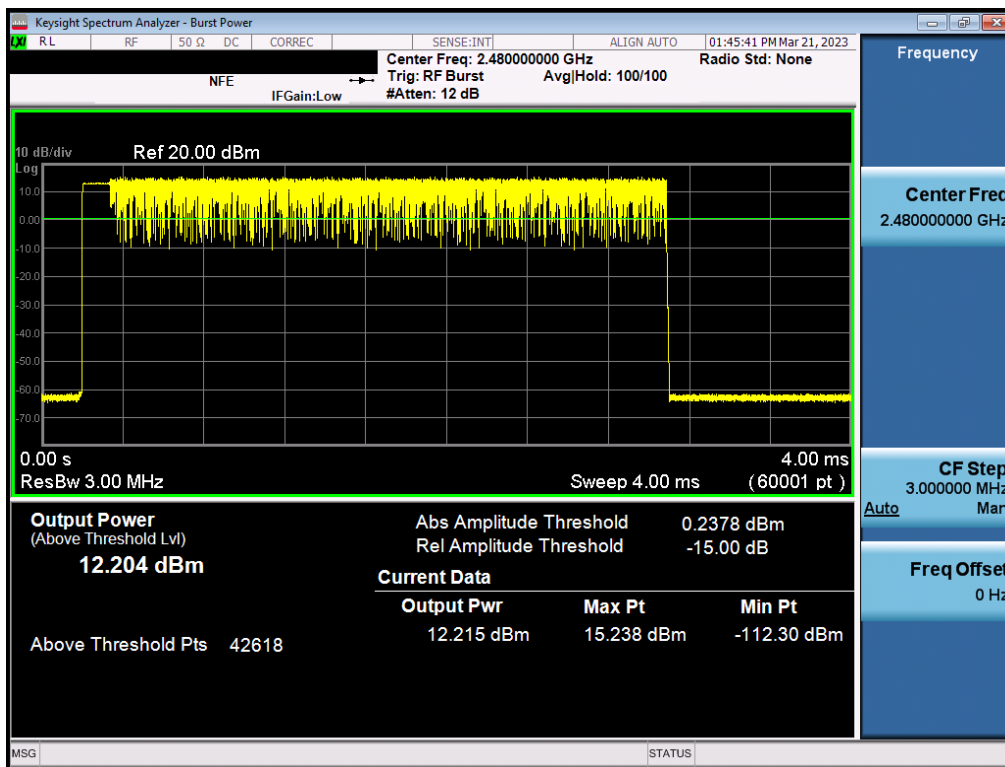 Keysight Spectrum Analyzer - Burst Power
LXI RL RF 50 Ω DC CORREC SENSE:INT ALIGN AUTO 01:45:41 PM Mar 21, 2023
Center Freq: 2.480000000 GHz Radio Std: None
NFE Trig: RF Burst Avg|Hold: 100/100
IFGain:Low #Atten: 12 dB
10 dB/div Ref 20.00 dBm
Log
10.0
0.00
-10.0
-20.0
-30.0
-40.0
-50.0
-60.0
-70.0
0.00 s 4.00 ms
ResBw 3.00 MHz Sweep 4.00 ms (60001 pt )
Output Power
(Above Threshold Lvl)
12.204 dBm
Above Threshold Pts 42618
Abs Amplitude Threshold 0.2378 dBm
Rel Amplitude Threshold -15.00 dB
Current Data
Output Pwr Max Pt Min Pt
12.215 dBm 15.238 dBm -112.30 dBm
Frequency
Center Freq
2.480000000 GHz
CF Step
3.000000 MHz
Auto Man
Freq Offset
0 Hz
MSG STATUS